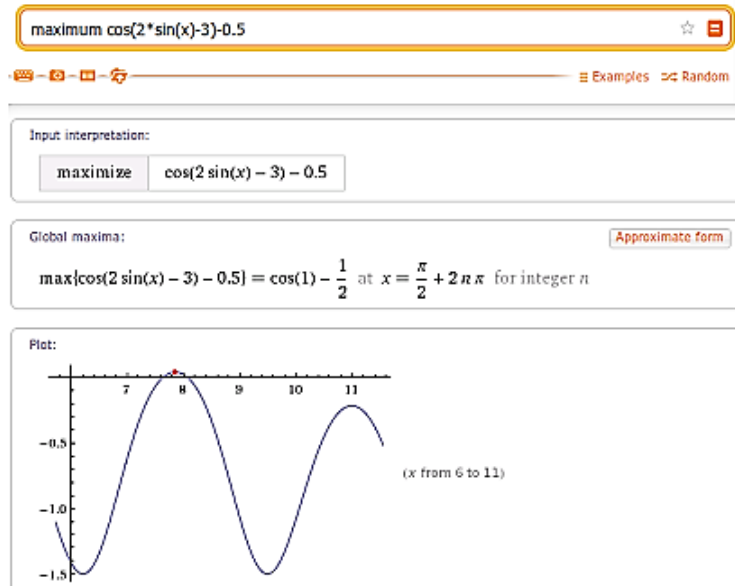 maximum cos(2*sin(x)-3)-0.5
Examples Random
Input interpretation:
maximize cos(2 sin(x) – 3) – 0.5
Global maxima:
Approximate form
max{cos(2 sin(x) – 3) – 0.5} = cos(1) – 1/2 at x = π/2 + 2 n π for integer n
Plot:
7 8 9 10 11
-0.5
(x from 6 to 11)
-1.0
-1.5